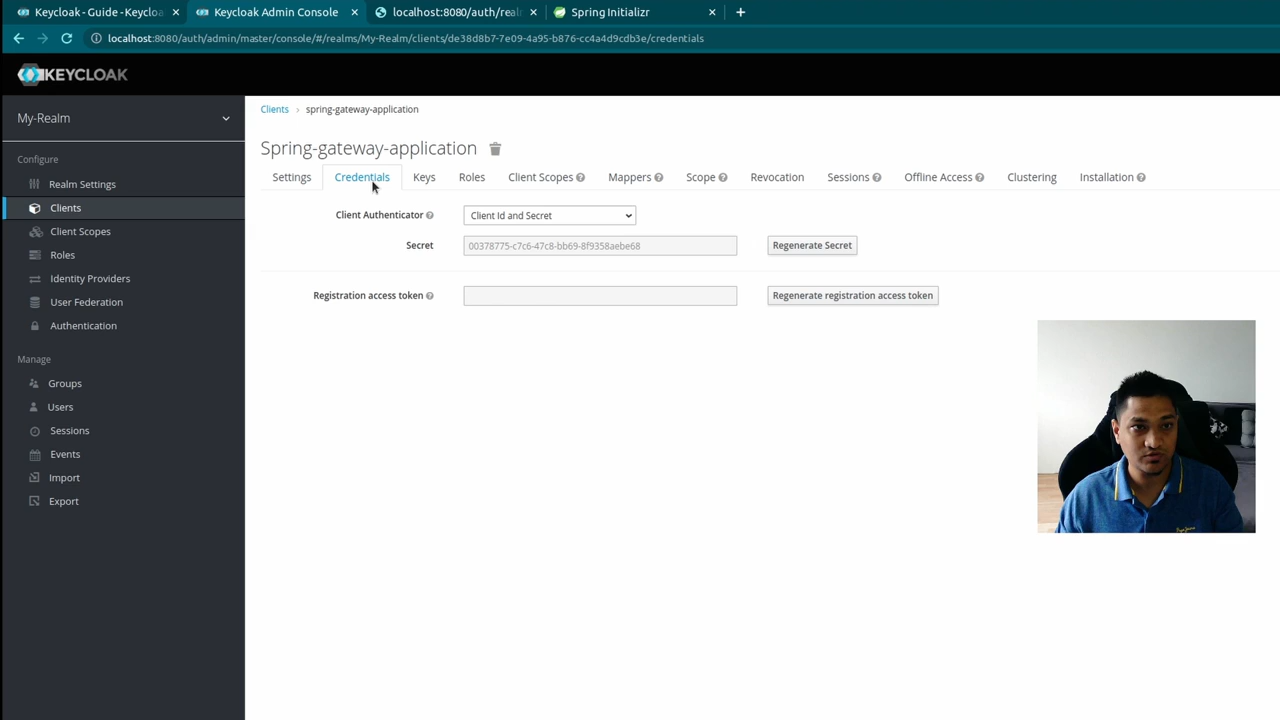 Keycloak - Guide - Keyclo
Keycloak Admin Console
localhost:8080/auth/real
Spring Initializr
localhost:8080/auth/admin/master/console/#/realms/My-Realm/clients/de38d8b7-7e09-4a95-b876-cc4a4d9cdb3e/credentials
KEYCLOAK
My-Realm
Configure
Realm Settings
Clients
Client Scopes
Roles
Identity Providers
User Federation
Authentication
Manage
Groups
Users
Sessions
Events
Import
Export
Clients > spring-gateway-application
Spring-gateway-application
Settings Credentials Keys Roles Client Scopes Mappers Scope Revocation Sessions Offline Access Clustering Installation
Client Authenticator Client Id and Secret
Secret 00378775-c7c6-47c8-bb69-8f9358aebe68 Regenerate Secret
Registration access token Regenerate registration access token